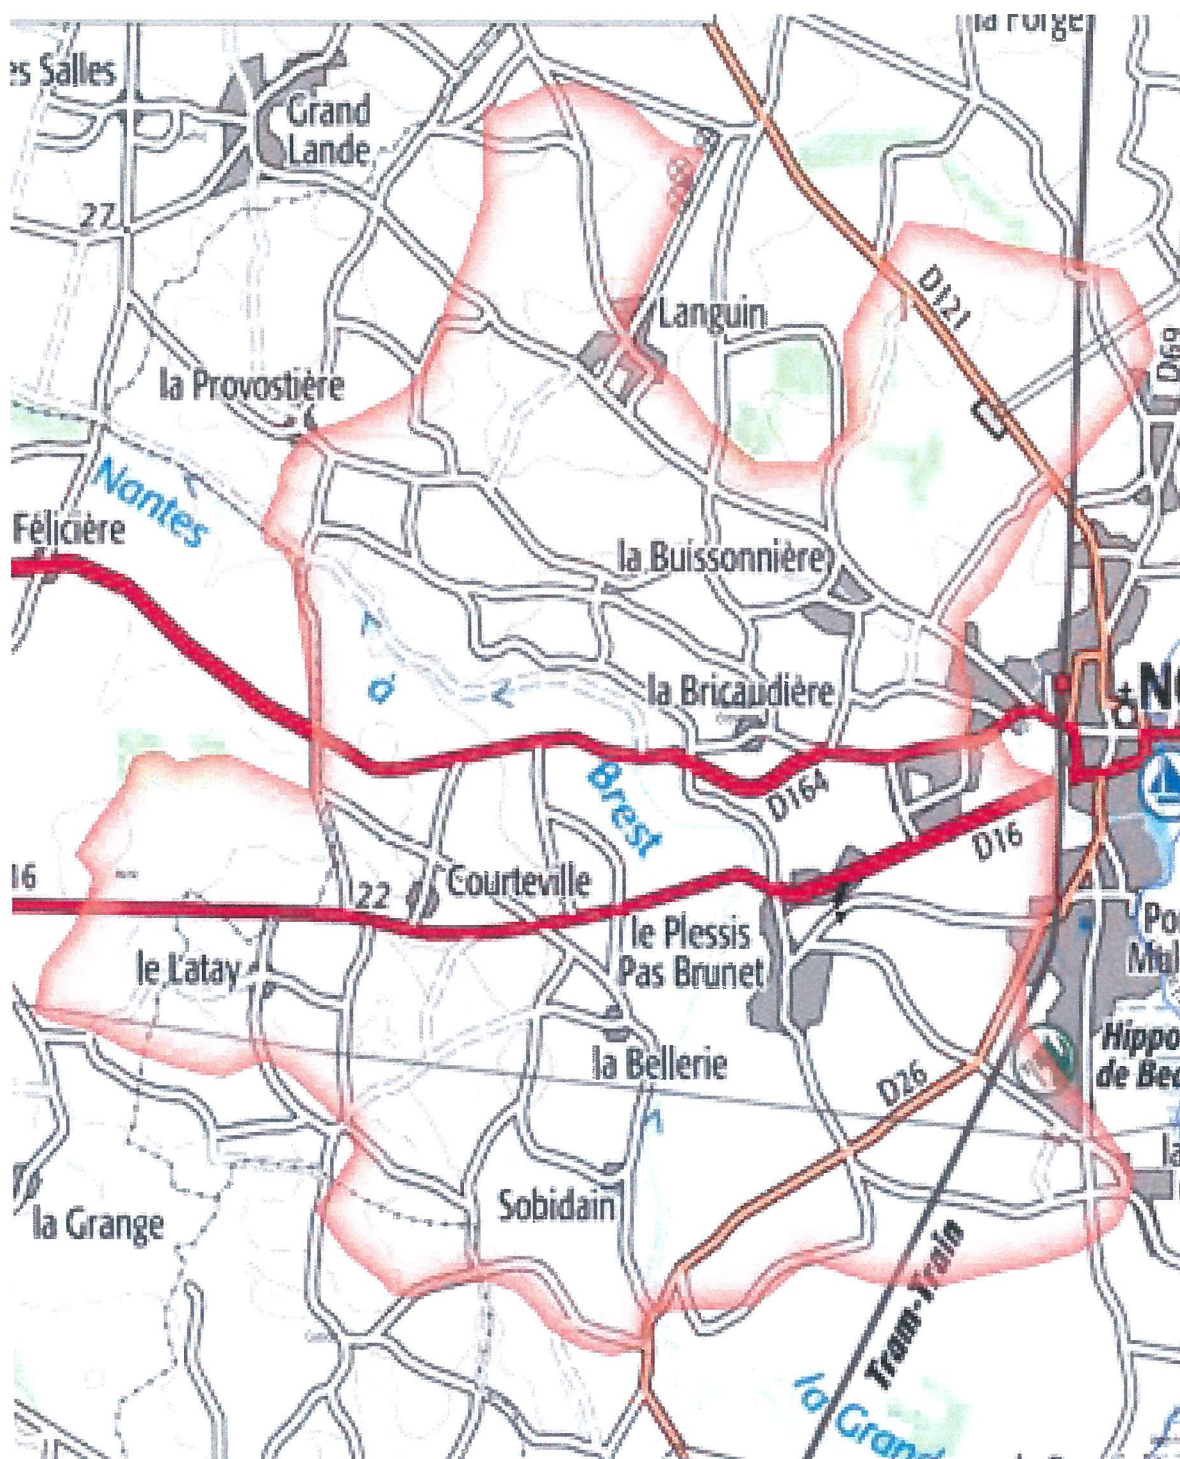 la Forge
es Salles
Grand
Lande
27
Languin
D121
D69
la Provostière
Nantes
Félicière
la Buissonnière
à
la Bricaudière
Brest
D164
D16
16
22
Courteville
le Plessis
Pas Brunet
le Latay
la Bellerie
D26
Hippo
de Bec
la Grange
Sobidain
Tram-Train
la Grand